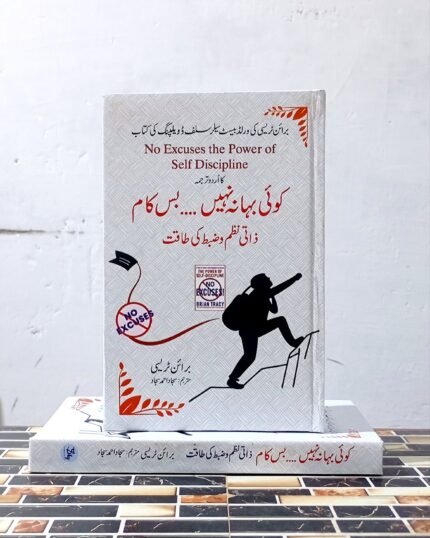 برائن ٹریسی کی ورلڈ بیسٹ سیلر سیلف ڈویلپنگ کی کتاب
No Excuses the Power of
Self Discipline
کا اُردو ترجمہ
کوئی بہانہ نہیں .... بس کام
ذاتی نظم و ضبط کی طاقت
THE POWER OF
SELF-DISCIPLINE
NO
EXCUSES!
BRIAN TRACY
NO
EXCUSES
برائن ٹریسی
مترجم: سجاد احمد سجاد
کوئی بہانہ نہیں .... بس کام ذاتی نظم و ضبط کی طاقت برائن ٹریسی مترجم: سجاد احمد سجاد